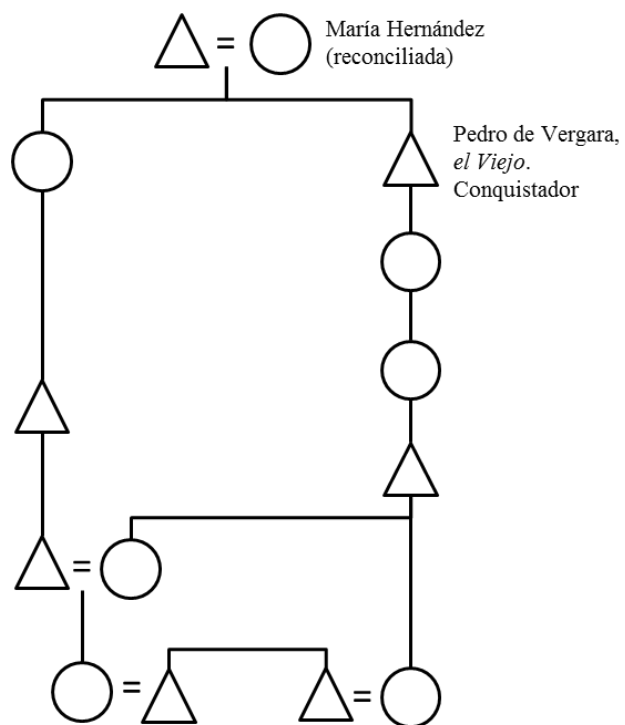 María Hernández
(reconciliada)
Pedro de Vergara,
el Viejo.
Conquistador